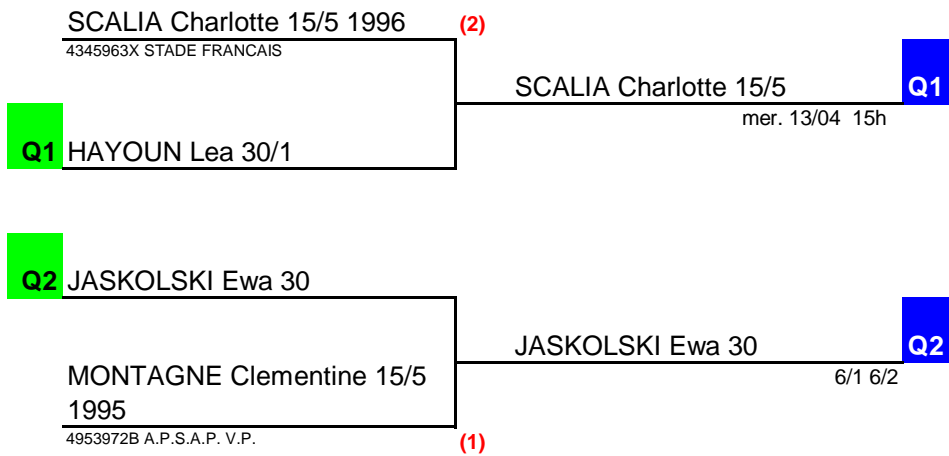 SCALIA Charlotte 15/5 1996 (2)
4345963X STADE FRANCAIS
SCALIA Charlotte 15/5 Q1
mer. 13/04 15h
Q1 HAYOUN Lea 30/1
Q2 JASKOLSKI Ewa 30
JASKOLSKI Ewa 30 Q2
6/1 6/2
MONTAGNE Clementine 15/5
1995
4953972B A.P.S.A.P. V.P. (1)